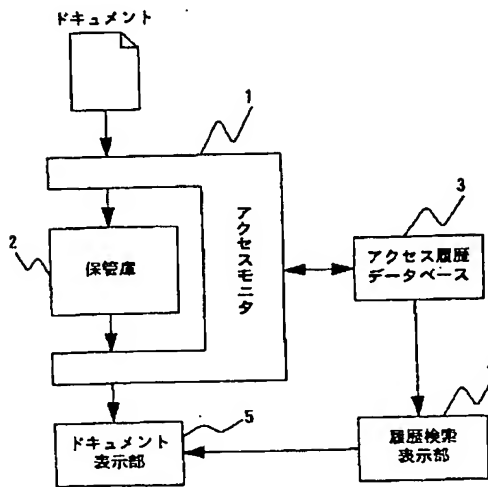 ドキュメント
1
2
保管庫
アクセスモニタ
3
アクセス履歴
データベース
5
ドキュメント
表示部
履歴検索
表示部